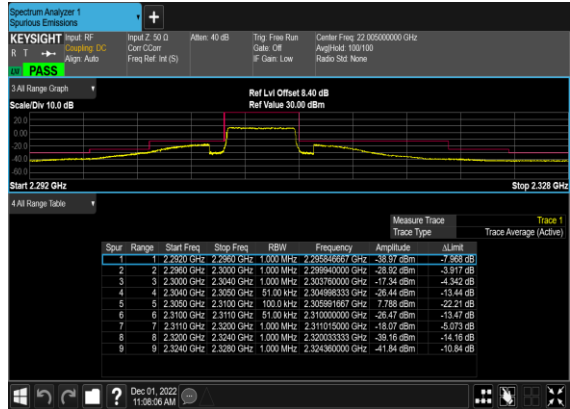 Spectrum Analyzer 1
Spurious Emissions
KEYSIGHT Input: RF Input Z: 50 Ω Atten: 40 dB Trig: Free Run Center Freq: 22.005000000 GHz
R T Coupling: DC Corr CCorr Gate: Off Avg|Hold: 100/100
Align: Auto Freq Ref: Int (S) IF Gain: Low Radio Std: None
PASS
3 All Range Graph
Ref Lvl Offset 8.40 dB
Scale/Div 10.0 dB Ref Value 30.00 dBm
20.0
0.00
-20.0
-40.0
-60.0
Start 2.292 GHz Stop 2.328 GHz
4 All Range Table
Measure Trace Trace 1
Trace Type Trace Average (Active)
Spur Range Start Freq Stop Freq RBW Frequency Amplitude ΔLimit
1 1 2.2920 GHz 2.2960 GHz 1.000 MHz 2.295846667 GHz -38.97 dBm -7.968 dB
2 2 2.2960 GHz 2.3000 GHz 1.000 MHz 2.299940000 GHz -28.92 dBm -3.917 dB
3 3 2.3000 GHz 2.3040 GHz 1.000 MHz 2.303760000 GHz -17.34 dBm -4.342 dB
4 4 2.3040 GHz 2.3050 GHz 51.00 kHz 2.304998333 GHz -26.44 dBm -13.44 dB
5 5 2.3050 GHz 2.3100 GHz 100.0 kHz 2.305991667 GHz 7.788 dBm -22.21 dB
6 6 2.3100 GHz 2.3110 GHz 51.00 kHz 2.310000000 GHz -26.47 dBm -13.47 dB
7 7 2.3110 GHz 2.3200 GHz 1.000 MHz 2.311015000 GHz -18.07 dBm -5.073 dB
8 8 2.3200 GHz 2.3240 GHz 1.000 MHz 2.320033333 GHz -39.16 dBm -14.16 dB
9 9 2.3240 GHz 2.3280 GHz 1.000 MHz 2.324360000 GHz -41.84 dBm -10.84 dB
Dec 01, 2022
11:08:06 AM